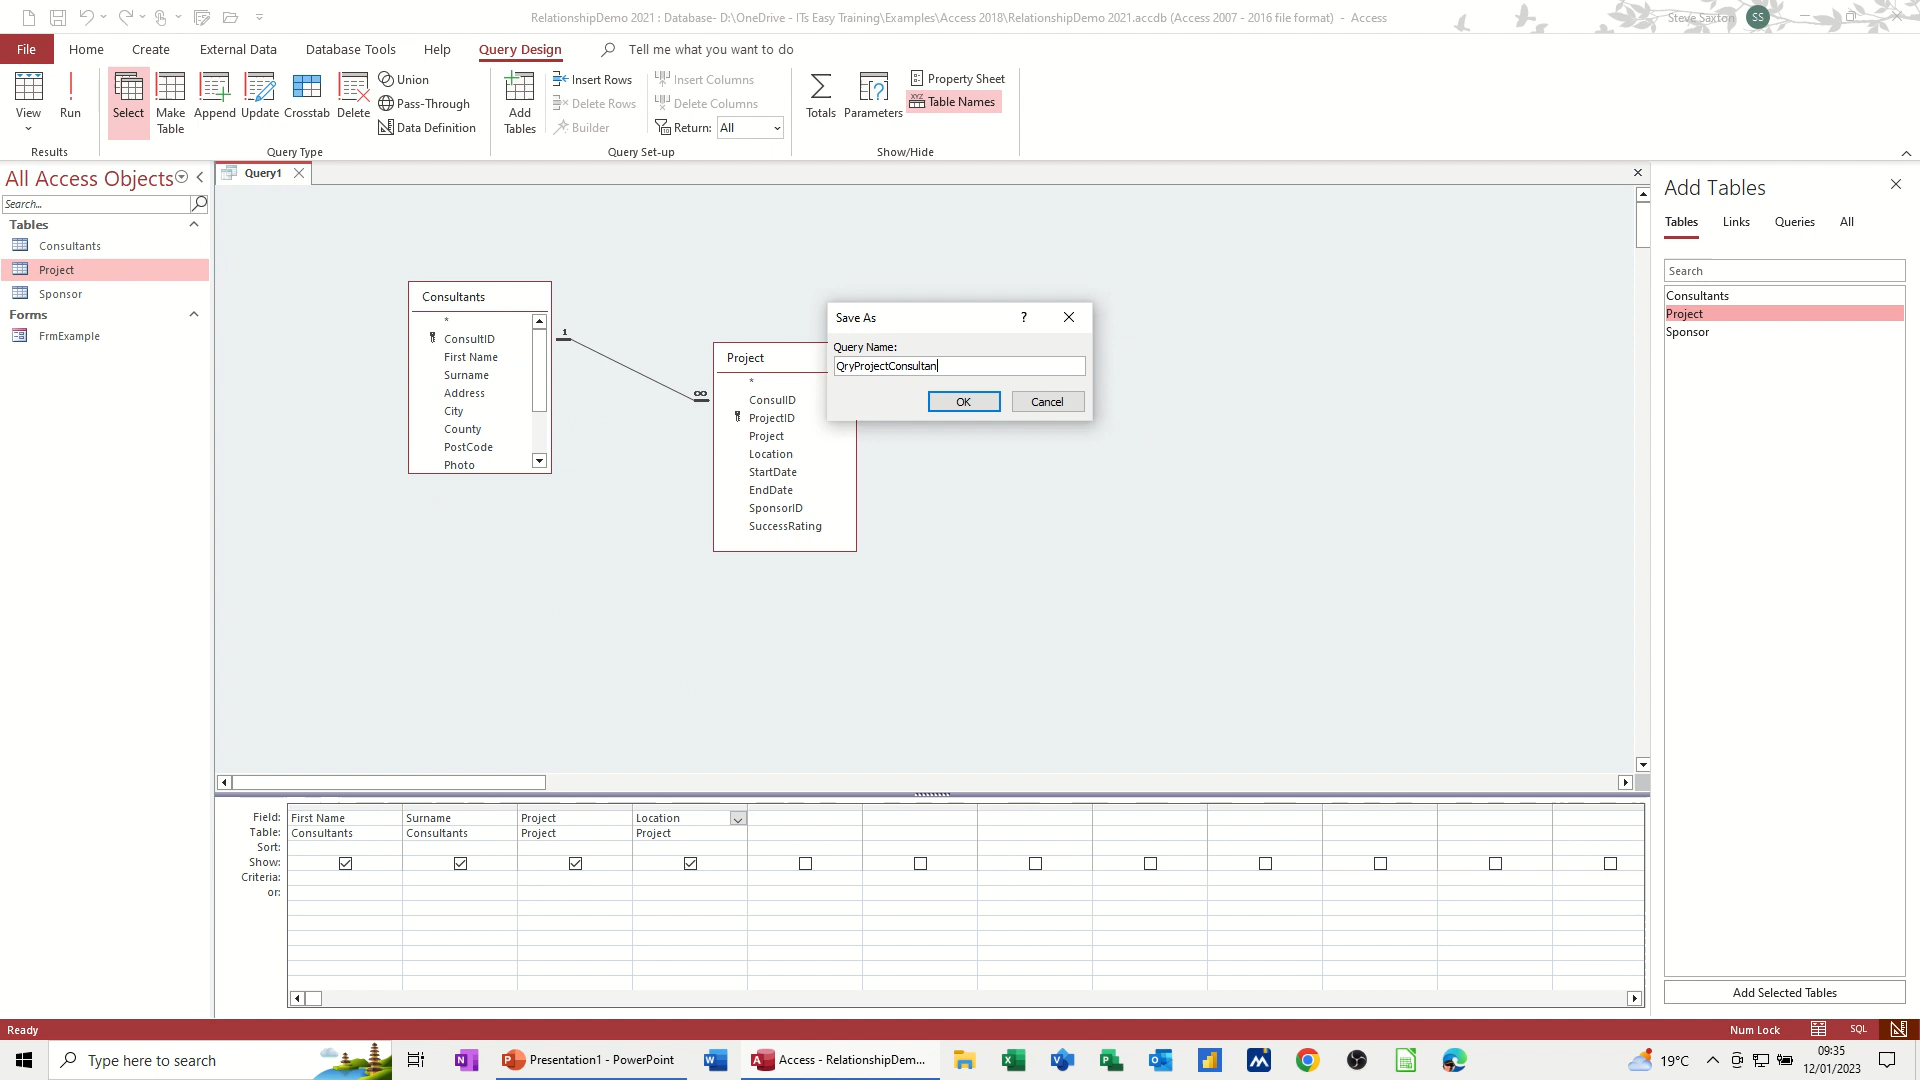 RelationshipDemo 2021 : Database- D:\OneDrive - ITs Easy Training\Examples\Access 2018\RelationshipDemo 2021.accdb (Access 2007 - 2016 file format) - Access
Steve Saxton
SS
File
Home
Create
External Data
Database Tools
Help
Query Design
Tell me what you want to do
View
Run
Select
Make
Table
Append
Update
Crosstab
Delete
Union
Pass-Through
Data Definition
Add
Tables
Insert Rows
Delete Rows
Builder
Insert Columns
Delete Columns
Return:
All
Totals
Parameters
Property Sheet
XYZ
Table Names
Results
Query Type
Query Set-up
Show/Hide
All Access Objects
Search...
Tables
Consultants
Project
Sponsor
Forms
FrmExample
Query1
Consultants
*
ConsultID
First Name
Surname
Address
City
County
PostCode
Photo
1
∞
Project
*
ConsulID
ProjectID
Project
Location
StartDate
EndDate
SponsorID
SuccessRating
Save As
?
Query Name:
QryProjectConsultan
OK
Cancel
Add Tables
Tables
Links
Queries
All
Search
Consultants
Project
Sponsor
Add Selected Tables
Field: First Name Surname Project Location
Table: Consultants Consultants Project Project
Sort:
Show:
Criteria:
or:
Ready
Num Lock
SQL
Type here to search
Presentation1 - PowerPoint
Access - RelationshipDem...
19°C
09:35
12/01/2023